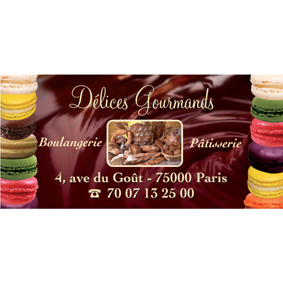 Délices Gourmands
Boulangerie
Pâtisserie
4, ave du Goût - 75000 Paris
☎ 70 07 13 25 00